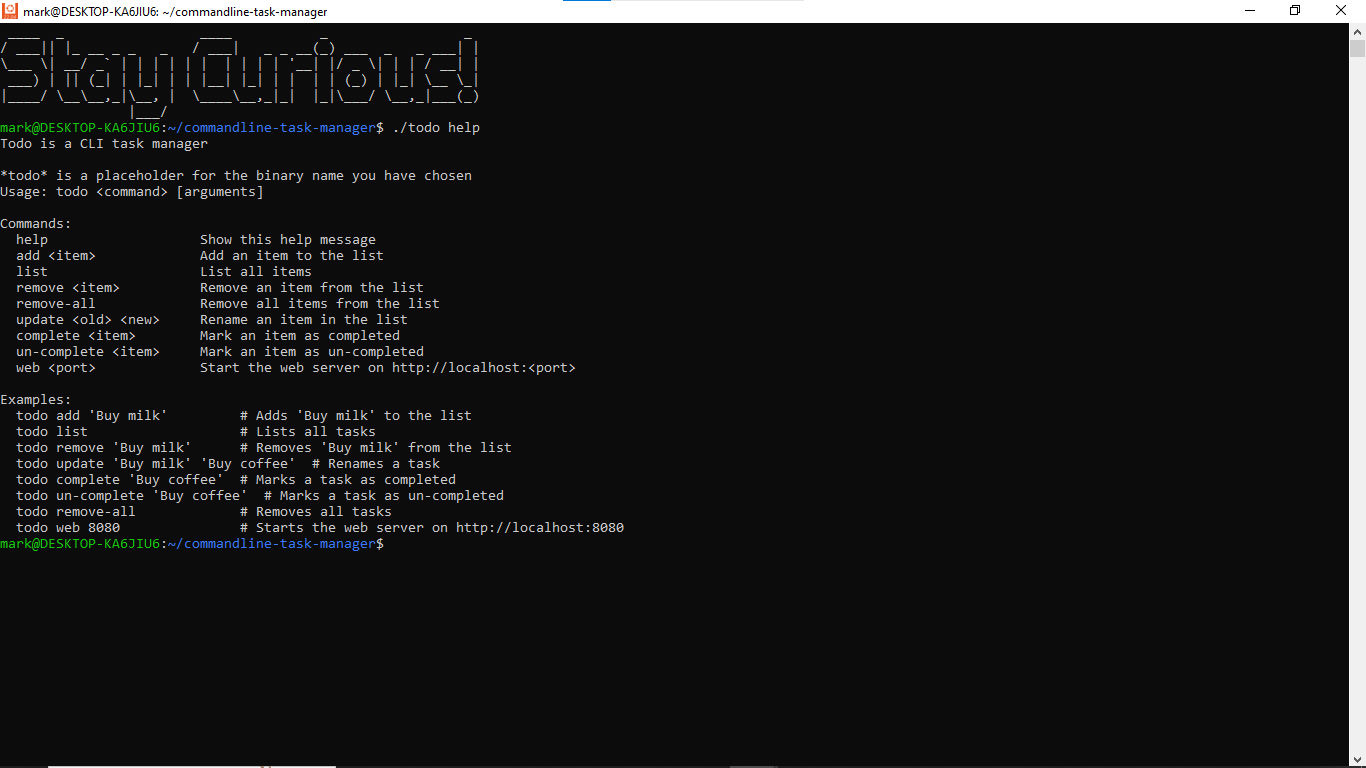 mark@DESKTOP-KA6JIU6: ~/commandline-task-manager
Stay Curious!
mark@DESKTOP-KA6JIU6:~/commandline-task-manager$ ./todo help
Todo is a CLI task manager
*todo* is a placeholder for the binary name you have chosen
Usage: todo <command> [arguments]
Commands:
help Show this help message
add <item> Add an item to the list
list List all items
remove <item> Remove an item from the list
remove-all Remove all items from the list
update <old> <new> Rename an item in the list
complete <item> Mark an item as completed
un-complete <item> Mark an item as un-completed
web <port> Start the web server on http://localhost:<port>
Examples:
todo add 'Buy milk' # Adds 'Buy milk' to the list
todo list # Lists all tasks
todo remove 'Buy milk' # Removes 'Buy milk' from the list
todo update 'Buy milk' 'Buy coffee' # Renames a task
todo complete 'Buy coffee' # Marks a task as completed
todo un-complete 'Buy coffee' # Marks a task as un-completed
todo remove-all # Removes all tasks
todo web 8080 # Starts the web server on http://localhost:8080
mark@DESKTOP-KA6JIU6:~/commandline-task-manager$